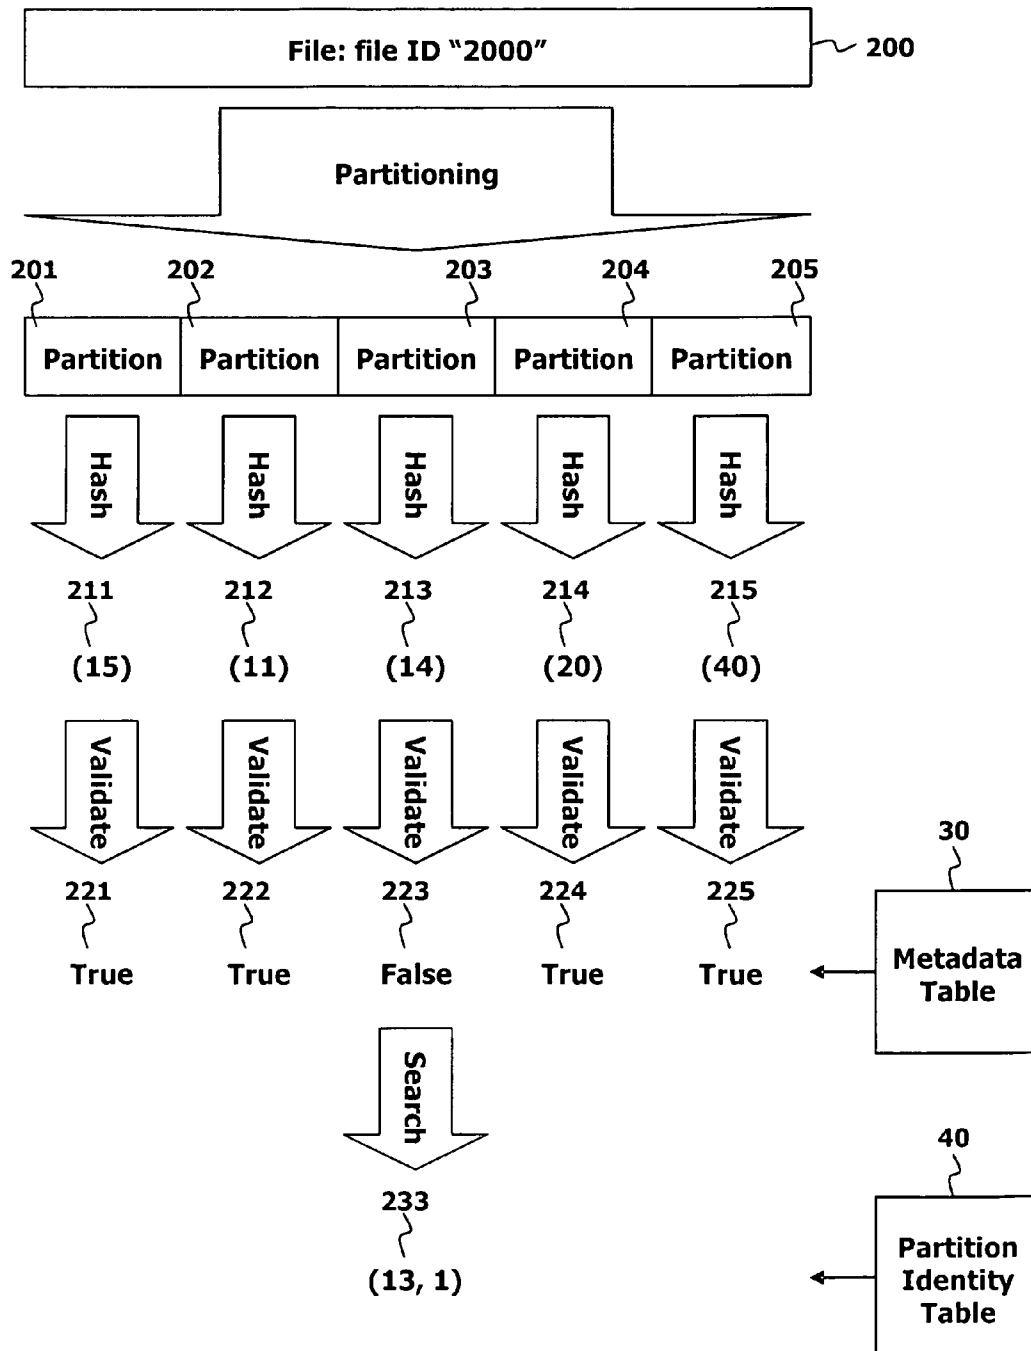 File: file ID “2000”
200
Partitioning
201
202
203
204
205
Partition
Partition
Partition
Partition
Partition
Hash
Hash
Hash
Hash
Hash
211
212
213
214
215
(15)
(11)
(14)
(20)
(40)
Validate
Validate
Validate
Validate
Validate
221
222
223
224
225
True
True
False
True
True
30
Metadata
Table
Search
233
(13, 1)
40
Partition
Identity
Table